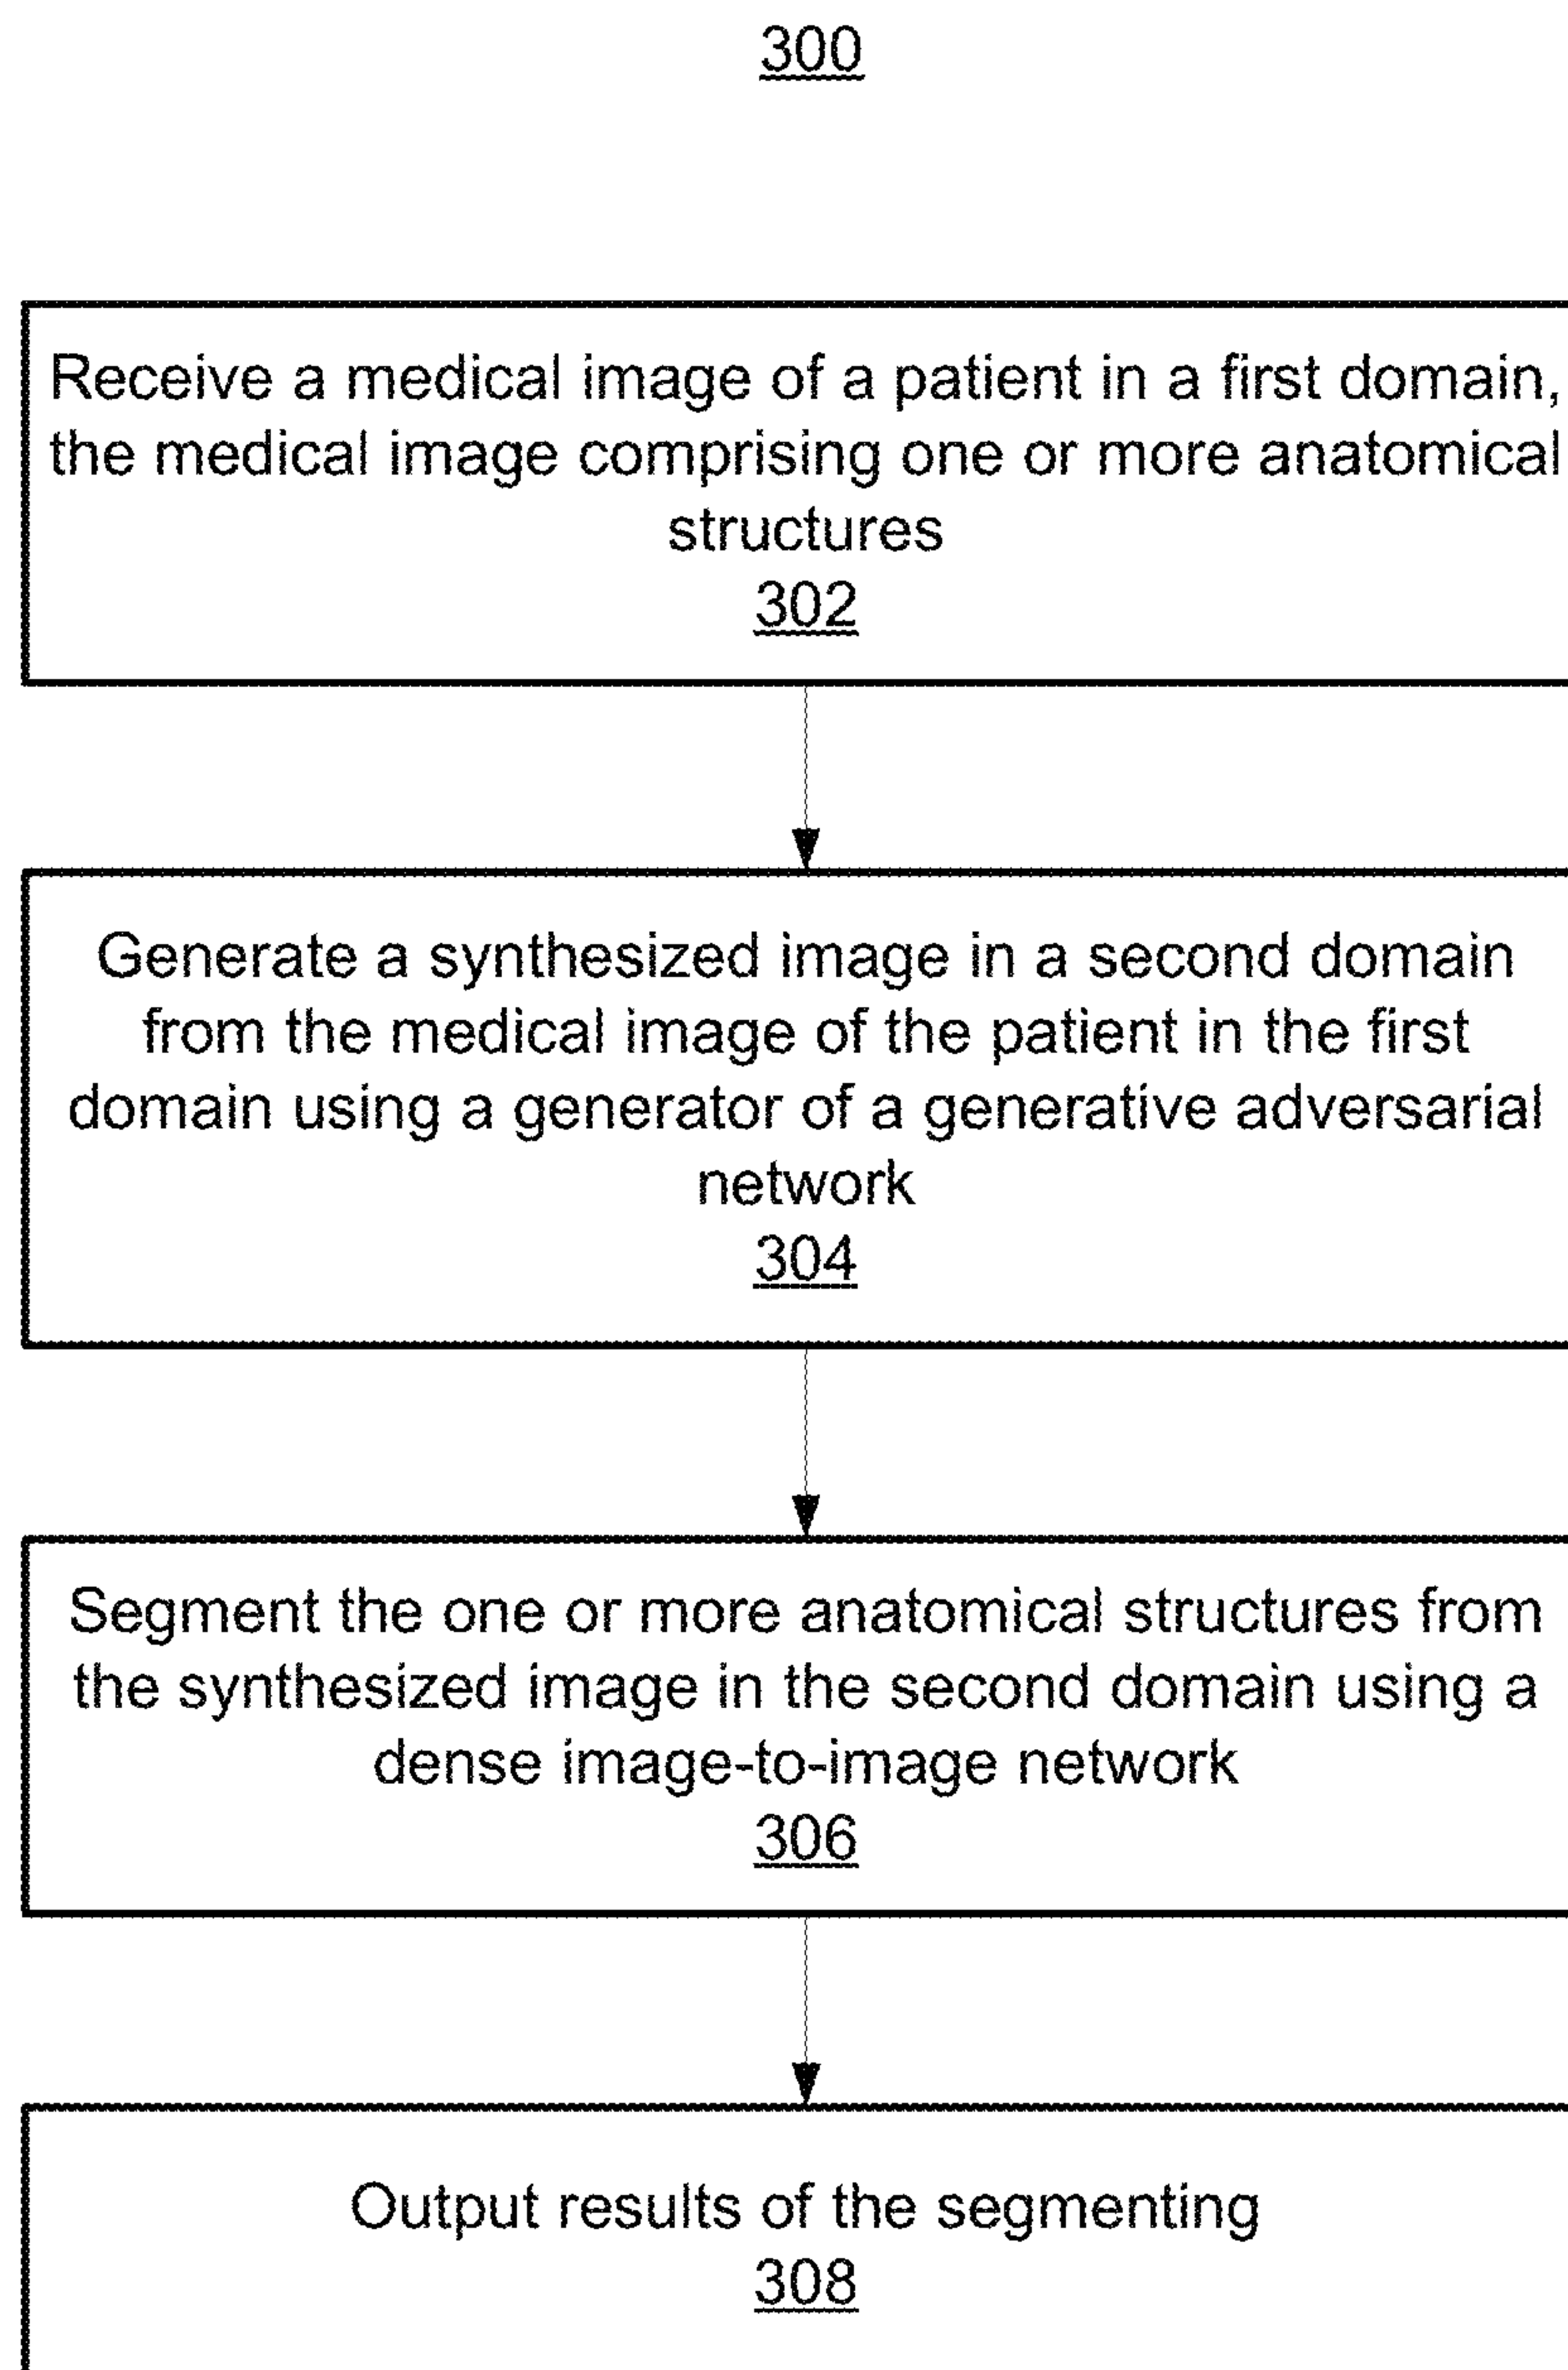 300
Receive a medical image of a patient in a first domain,
the medical image comprising one or more anatomical
structures
302
Generate a synthesized image in a second domain
from the medical image of the patient in the first
domain using a generator of a generative adversarial
network
304
Segment the one or more anatomical structures from
the synthesized image in the second domain using a
dense image-to-image network
306
Output results of the segmenting
308